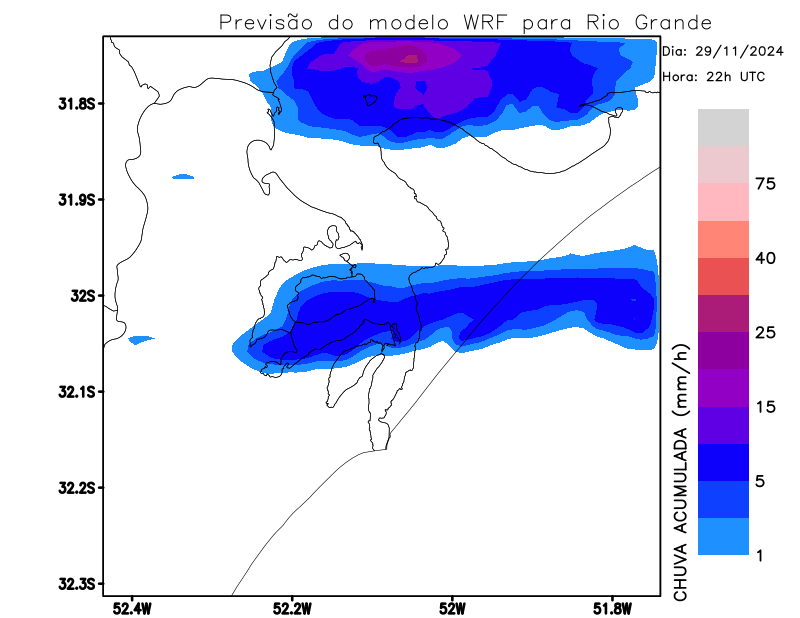 Previsão do modelo WRF para Rio Grande
Dia: 29/11/2024
Hora: 22h UTC
31.8S
31.9S
32S
32.1S
32.2S
32.3S
52.4W 52.2W 52W 51.8W
75
40
25
15
5
1
CHUVA ACUMULADA (mm/h)